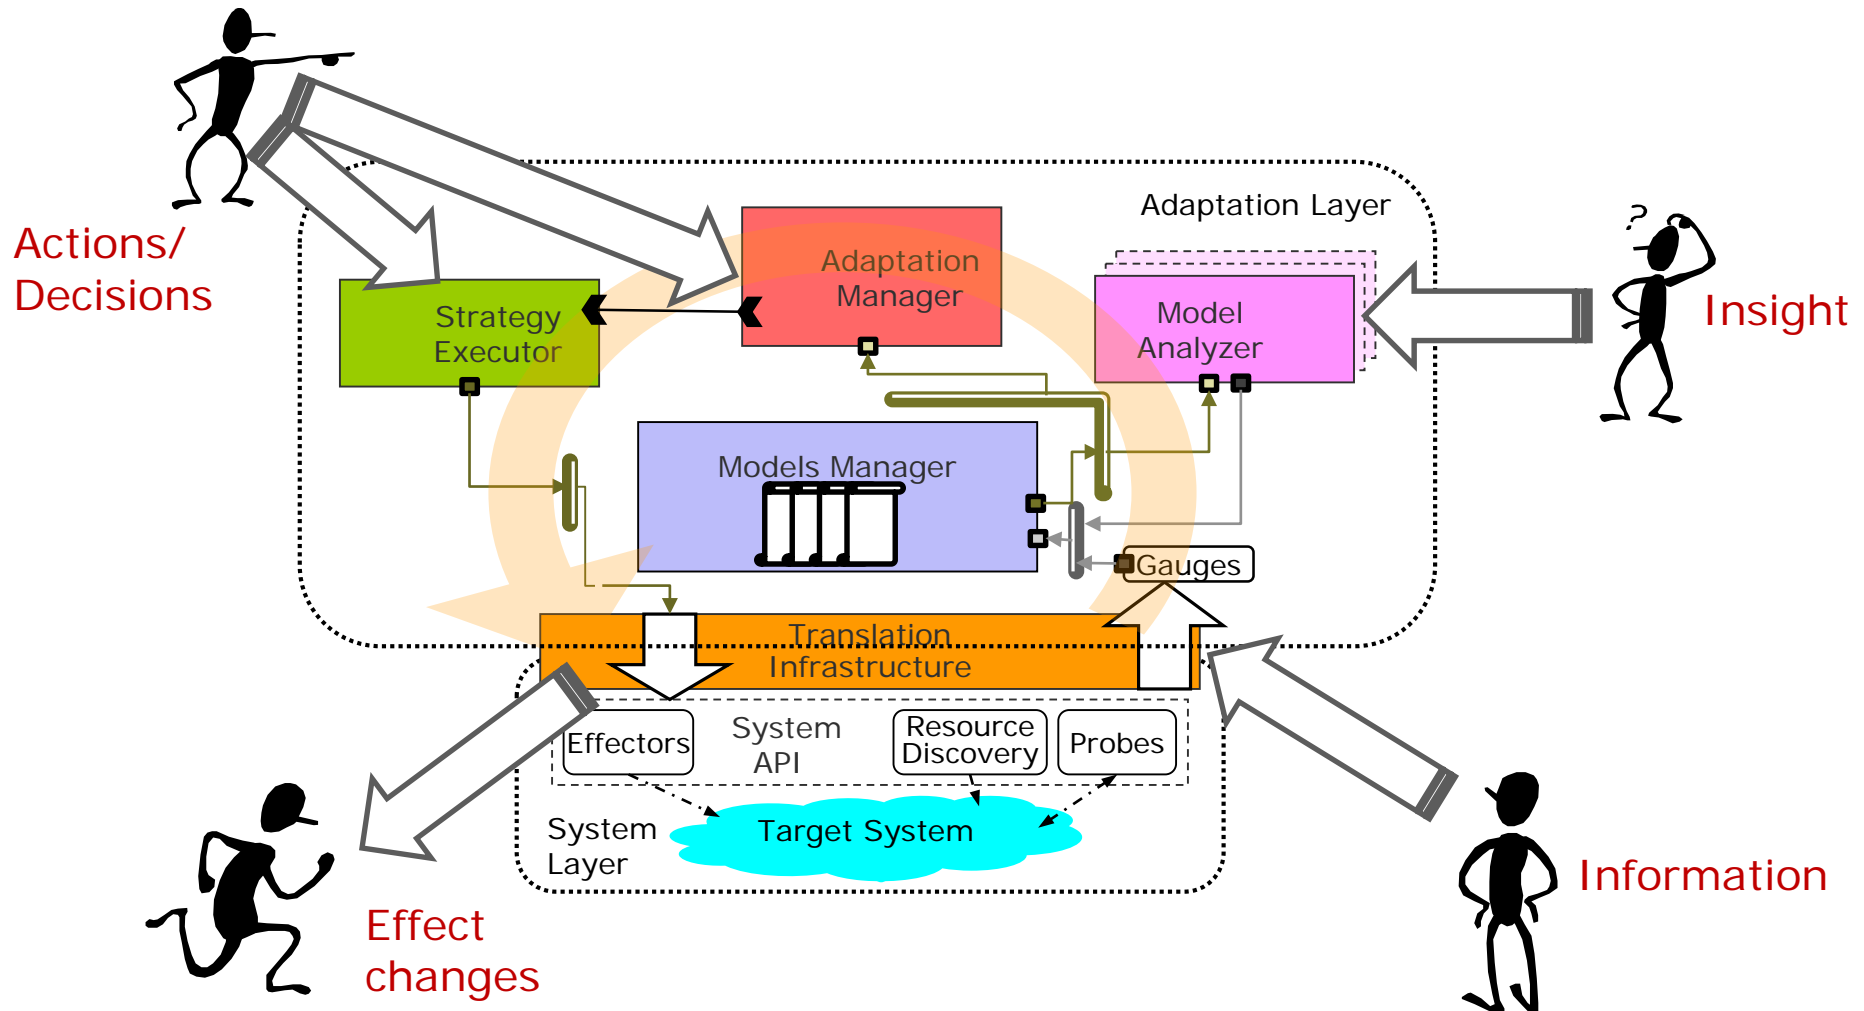 Actions/
Decisions
Adaptation Layer
?
Insight
Adaptation
Manager
Strategy
Executor
Model
Analyzer
Models Manager
Gauges
Translation
Infrastructure
Effectors
System
API
Resource
Discovery
Probes
System
Layer
Target System
Effect
changes
Information